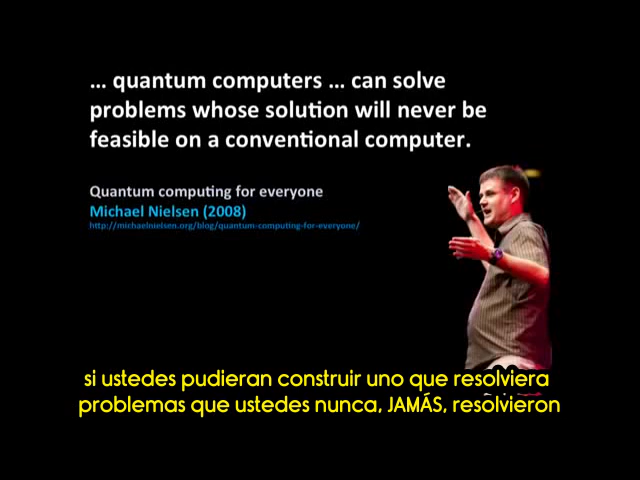 … quantum computers … can solve
problems whose solution will never be
feasible on a conventional computer.
Quantum computing for everyone
Michael Nielsen (2008)
http://michaelnielsen.org/blog/quantum-computing-for-everyone/
si ustedes pudieran construir uno que resolviera
problemas que ustedes nunca, JAMÁS, resolvieron